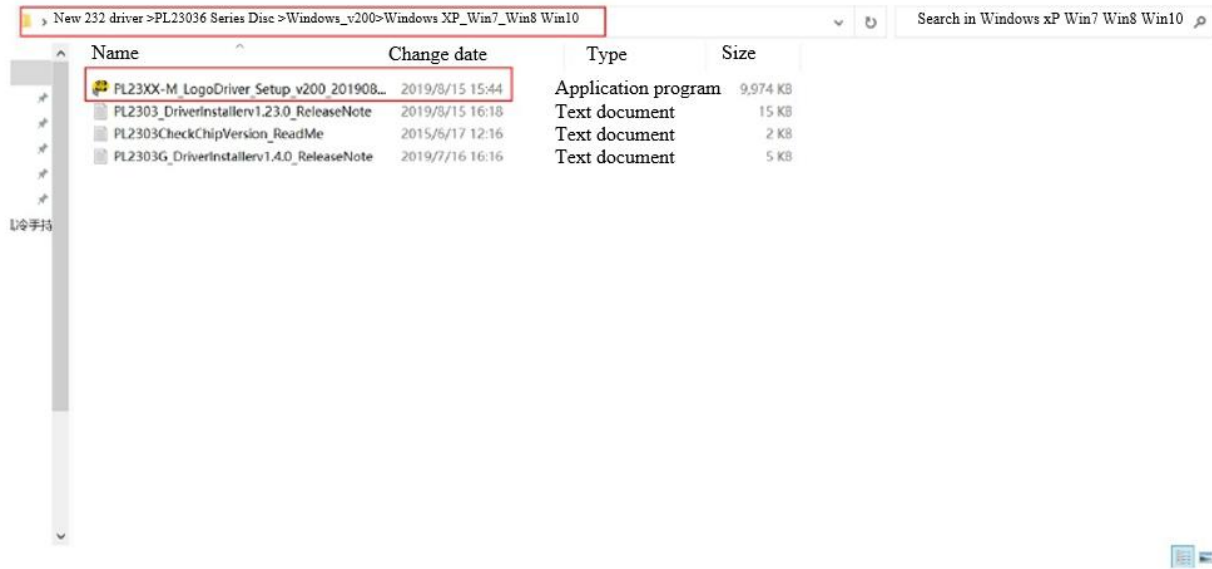 New 232 driver >PL23036 Series Disc >Windows_v200>Windows XP_Win7_Win8 Win10
Search in Windows xP Win7 Win8 Win10
Name Change date Type Size
PL23XX-M_LogoDriver_Setup_v200_201908... 2019/8/15 15:44 Application program 9,974 KB
PL2303_DriverInstallerv1.23.0_ReleaseNote 2019/8/15 16:18 Text document 15 KB
PL2303CheckChipVersion_ReadMe 2015/6/17 12:16 Text document 2 KB
PL2303G_DriverInstallerv1.4.0_ReleaseNote 2019/7/16 16:16 Text document 5 KB
冷手持